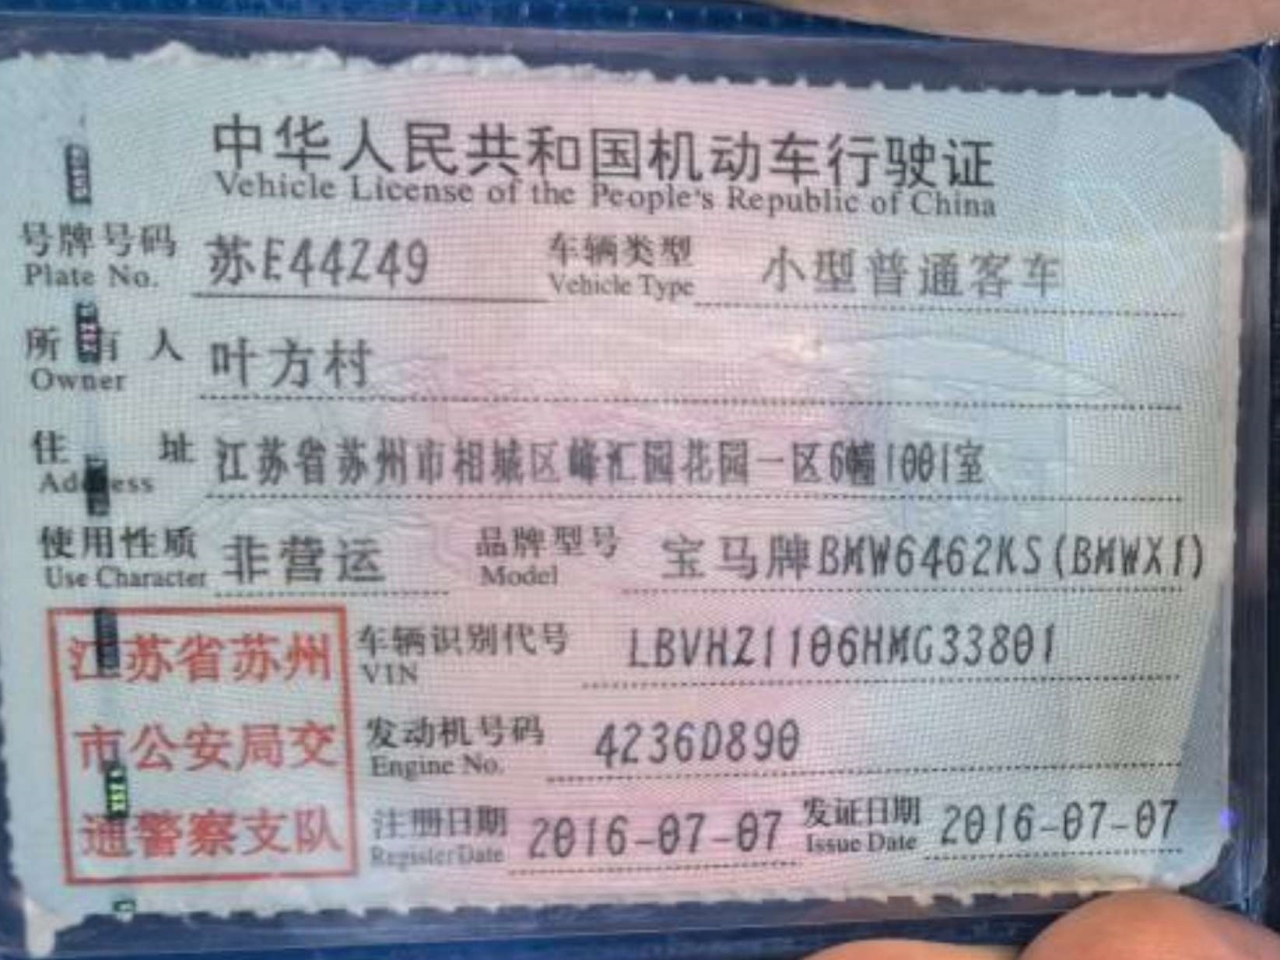 中华人民共和国机动车行驶证
Vehicle License of the People's Republic of China
号牌号码 苏E44Z49 车辆类型 小型普通客车
Plate No. Vehicle Type
所有人 叶方村
Owner
住址 江苏省苏州市相城区峰汇园花园一区6幢1001室
Address
使用性质 非营运 品牌型号 宝马牌BMW6462KS(BMWX1)
Use Character Model
江苏省苏州 车辆识别代号 LBVHZ1106HMG33801
VIN
市公安局交 发动机号码 4236D890
Engine No.
通警察支队 注册日期 2016-07-07 发证日期 2016-07-07
Register Date Issue Date